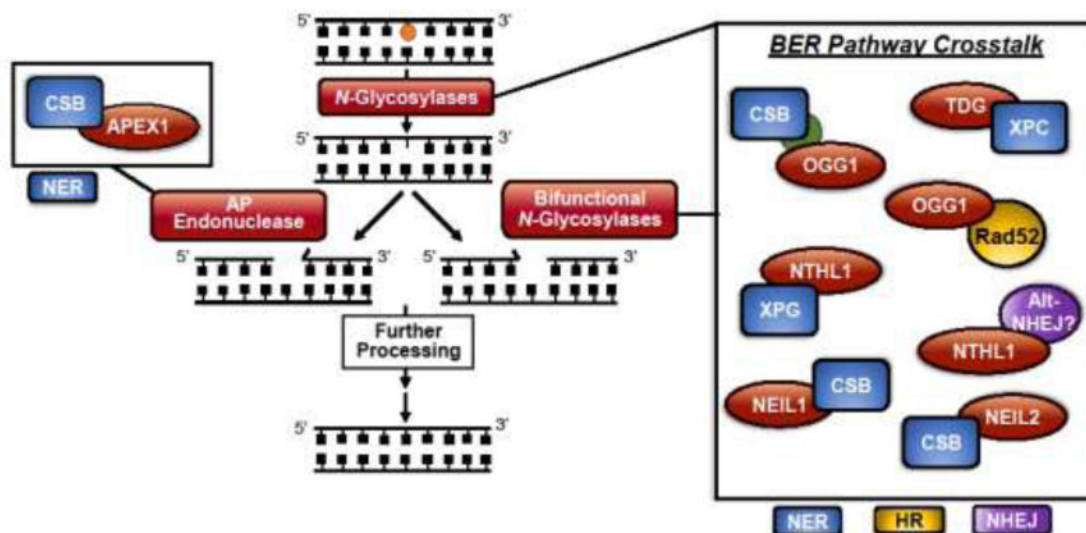 5' 3'
N-Glycosylases
5' 3'
CSB
APEX1
NER
AP
Endonuclease
Bifunctional
N-Glycosylases
5' 3' 5' 3'
Further
Processing
5' 3'
BER Pathway Crosstalk
CSB
OGG1
TDG
XPC
OGG1
Rad52
NTHL1
XPG
Alt-
NHEJ?
NTHL1
NEIL1
CSB
NEIL2
CSB
NER HR NHEJ